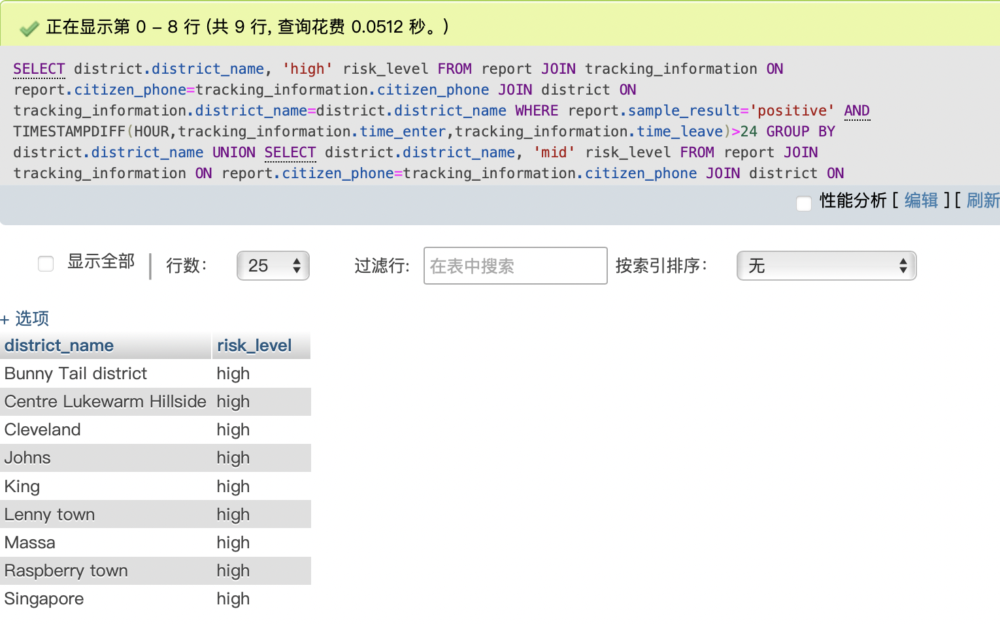 正在显示第 0 - 8 行 (共 9 行, 查询花费 0.0512 秒。)
SELECT district.district_name, 'high' risk_level FROM report JOIN tracking_information ON
report.citizen_phone=tracking_information.citizen_phone JOIN district ON
tracking_information.district_name=district.district_name WHERE report.sample_result='positive' AND
TIMESTAMPDIFF(HOUR,tracking_information.time_enter,tracking_information.time_leave)>24 GROUP BY
district.district_name UNION SELECT district.district_name, 'mid' risk_level FROM report JOIN
tracking_information ON report.citizen_phone=tracking_information.citizen_phone JOIN district ON
性能分析 [ 编辑 ] [ 刷新
显示全部 | 行数: 25 过滤行: 在表中搜索 按索引排序: 无
+ 选项
district_name risk_level
Bunny Tail district high
Centre Lukewarm Hillside high
Cleveland high
Johns high
King high
Lenny town high
Massa high
Raspberry town high
Singapore high